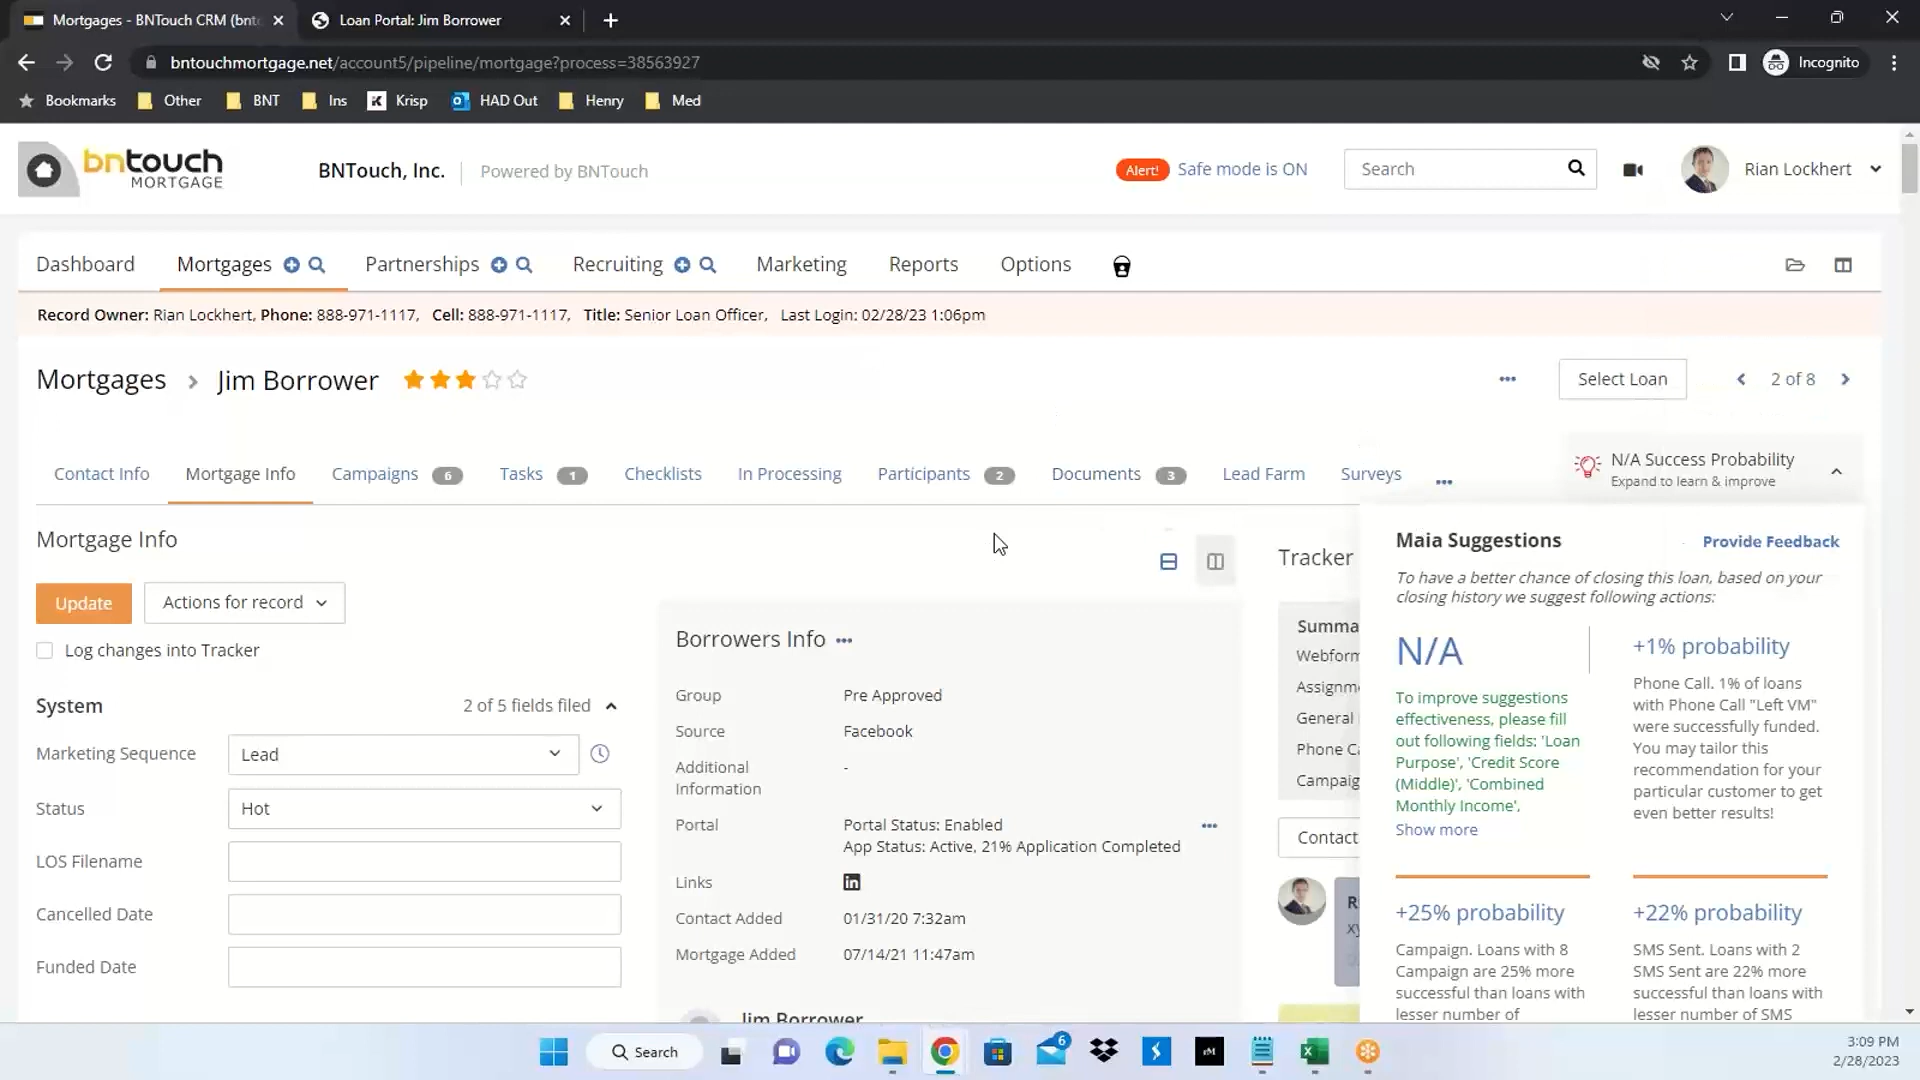 Mortgages - BNTouch CRM (bnt
Loan Portal: Jim Borrower
bntouchmortgage.net/account5/pipeline/mortgage?process=38563927
Incognito
Bookmarks
Other
BNT
Ins
Krisp
HAD Out
Henry
Med
bntouch
MORTGAGE
BNTouch, Inc.
Powered by BNTouch
Alert!
Safe mode is ON
Search
Rian Lockhert
Dashboard
Mortgages
Partnerships
Recruiting
Marketing
Reports
Options
Record Owner: Rian Lockhert, Phone: 888-971-1117, Cell: 888-971-1117, Title: Senior Loan Officer, Last Login: 02/28/23 1:06pm
Mortgages > Jim Borrower
Select Loan
2 of 8
Contact Info
Mortgage Info
Campaigns 6
Tasks 1
Checklists
In Processing
Participants 2
Documents 3
Lead Farm
Surveys
N/A Success Probability
Expand to learn & improve
Mortgage Info
Update
Actions for record
Log changes into Tracker
System
2 of 5 fields filed
Marketing Sequence
Lead
Status
Hot
LOS Filename
Cancelled Date
Funded Date
Borrowers Info
Group
Pre Approved
Source
Facebook
Additional
Information
-
Portal
Portal Status: Enabled
App Status: Active, 21% Application Completed
Links
in
Contact Added
01/31/20 7:32am
Mortgage Added
07/14/21 11:47am
Jim Borrower
Tracker
Summa
Webforn
Assignm
General
Phone Ca
Campaig
Contact
R
xy
Maia Suggestions
Provide Feedback
To have a better chance of closing this loan, based on your
closing history we suggest following actions:
N/A
To improve suggestions
effectiveness, please fill
out following fields: 'Loan
Purpose', 'Credit Score
(Middle)', 'Combined
Monthly Income',
Show more
+1% probability
Phone Call. 1% of loans
with Phone Call "Left VM"
were successfully funded.
You may tailor this
recommendation for your
particular customer to get
even better results!
+25% probability
Campaign. Loans with 8
Campaign are 25% more
successful than loans with
lesser number of
+22% probability
SMS Sent. Loans with 2
SMS Sent are 22% more
successful than loans with
lesser number of SMS
Search
6
3:09 PM
2/28/2023